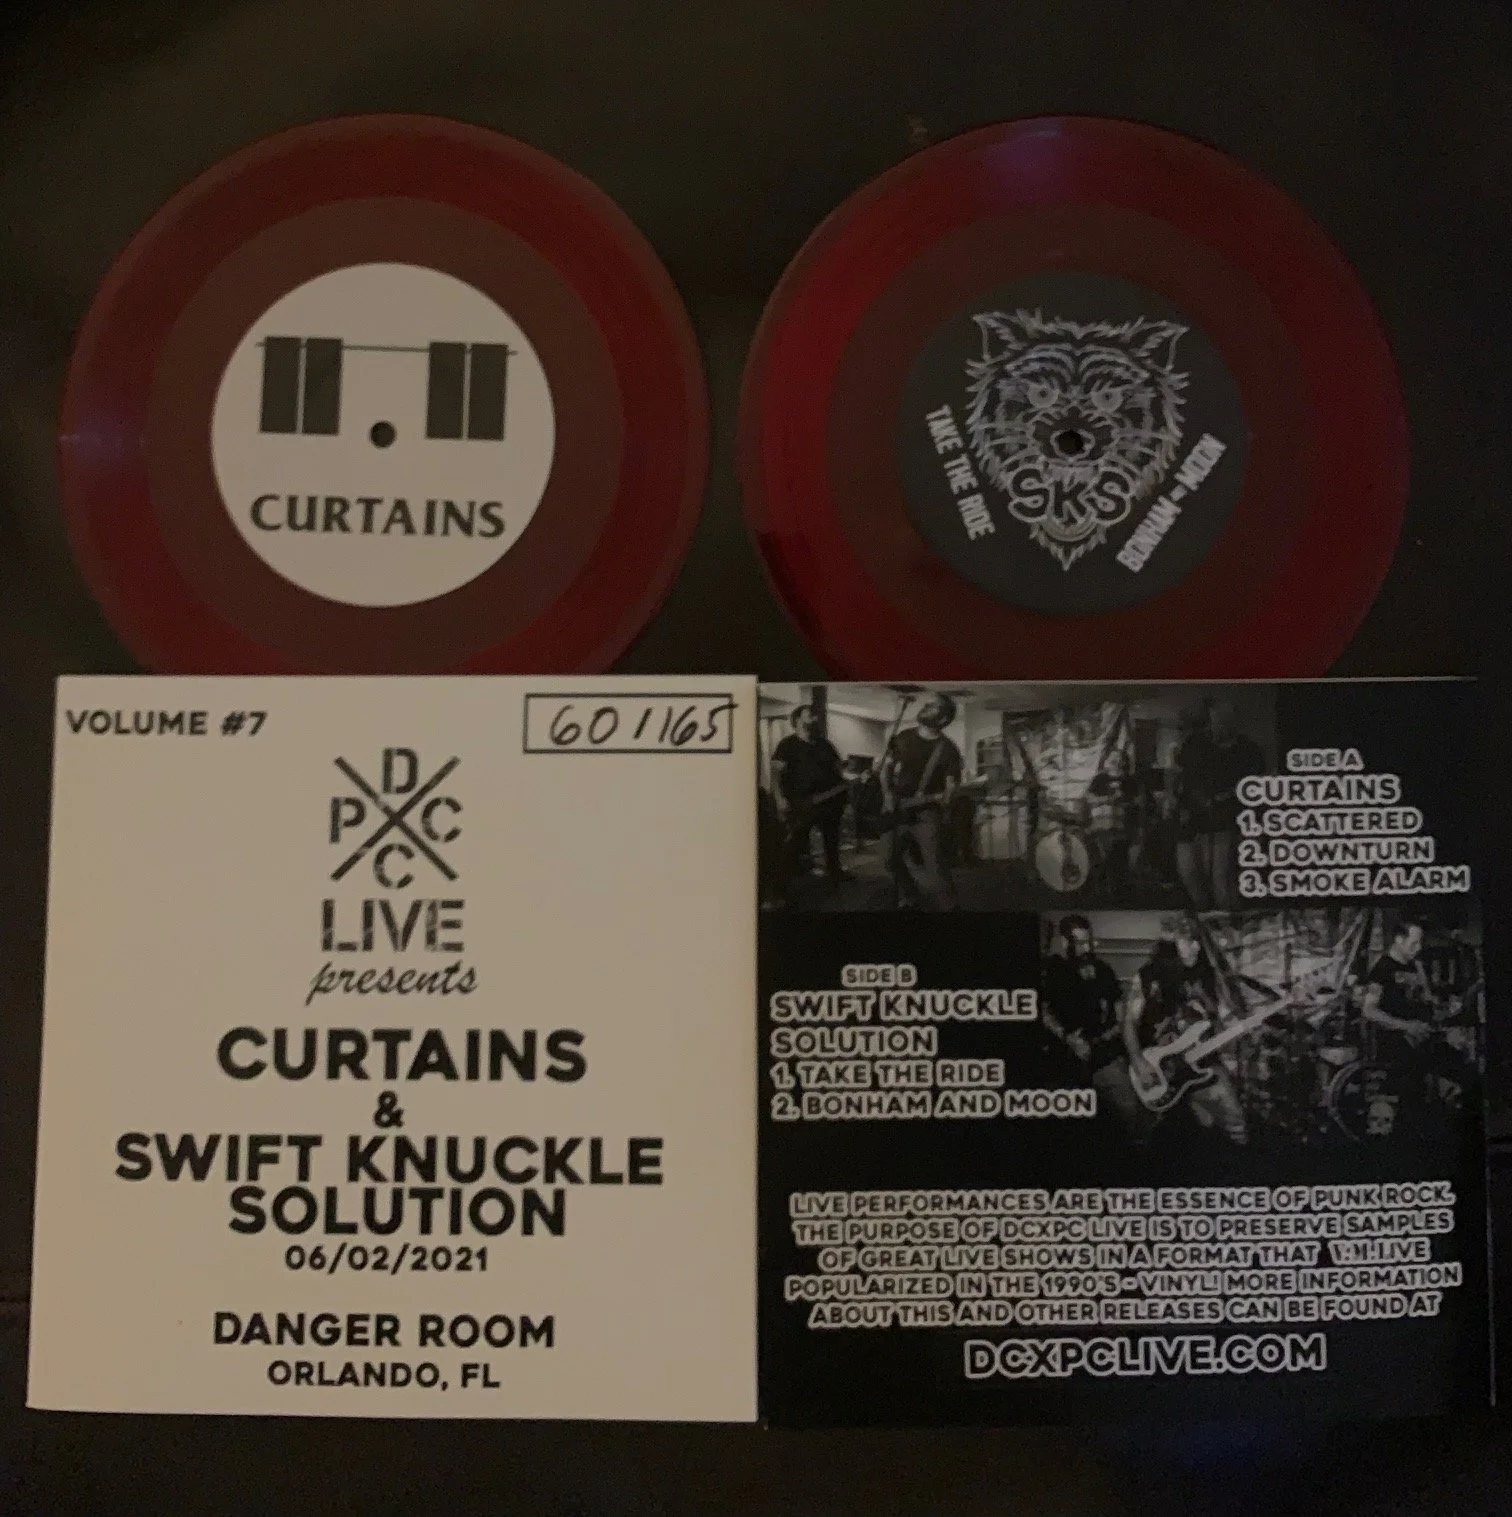 CURTAINS
SKS
TAKE THE RIDE
BONHAM - MOON
VOLUME #7
60/165
D
P C
C
LIVE
presents
CURTAINS
&
SWIFT KNUCKLE
SOLUTION
06/02/2021
DANGER ROOM
ORLANDO, FL
SIDE A
CURTAINS
1. SCATTERED
2. DOWNTURN
3. SMOKE ALARM
SIDE B
SWIFT KNUCKLE
SOLUTION
1. TAKE THE RIDE
2. BONHAM AND MOON
LIVE PERFORMANCES ARE THE ESSENCE OF PUNK ROCK.
THE PURPOSE OF DCXPC LIVE IS TO PRESERVE SAMPLES
OF GREAT LIVE SHOWS IN A FORMAT THAT VM LIVE
POPULARIZED IN THE 1990'S - VINYL! MORE INFORMATION
ABOUT THIS AND OTHER RELEASES CAN BE FOUND AT
DCXPCLIVE.COM